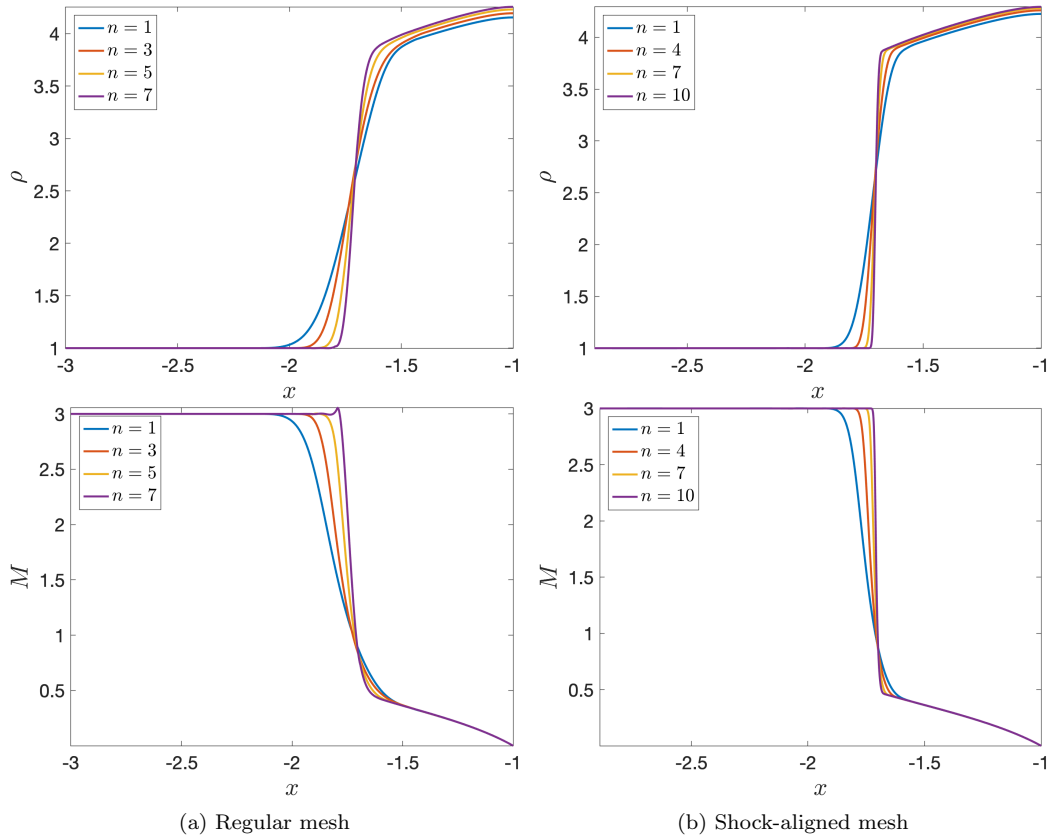 4
3.5
3
2.5
2
1.5
1
ρ
n = 1
n = 3
n = 5
n = 7
-3 -2.5 -2 -1.5 -1
x
4
3.5
3
2.5
2
1.5
1
ρ
n = 1
n = 4
n = 7
n = 10
-2.5 -2 -1.5 -1
x
3
2.5
2
1.5
1
0.5
M
n = 1
n = 3
n = 5
n = 7
-3 -2.5 -2 -1.5 -1
x
3
2.5
2
1.5
1
0.5
M
n = 1
n = 4
n = 7
n = 10
-2.5 -2 -1.5 -1
x
(a) Regular mesh
(b) Shock-aligned mesh